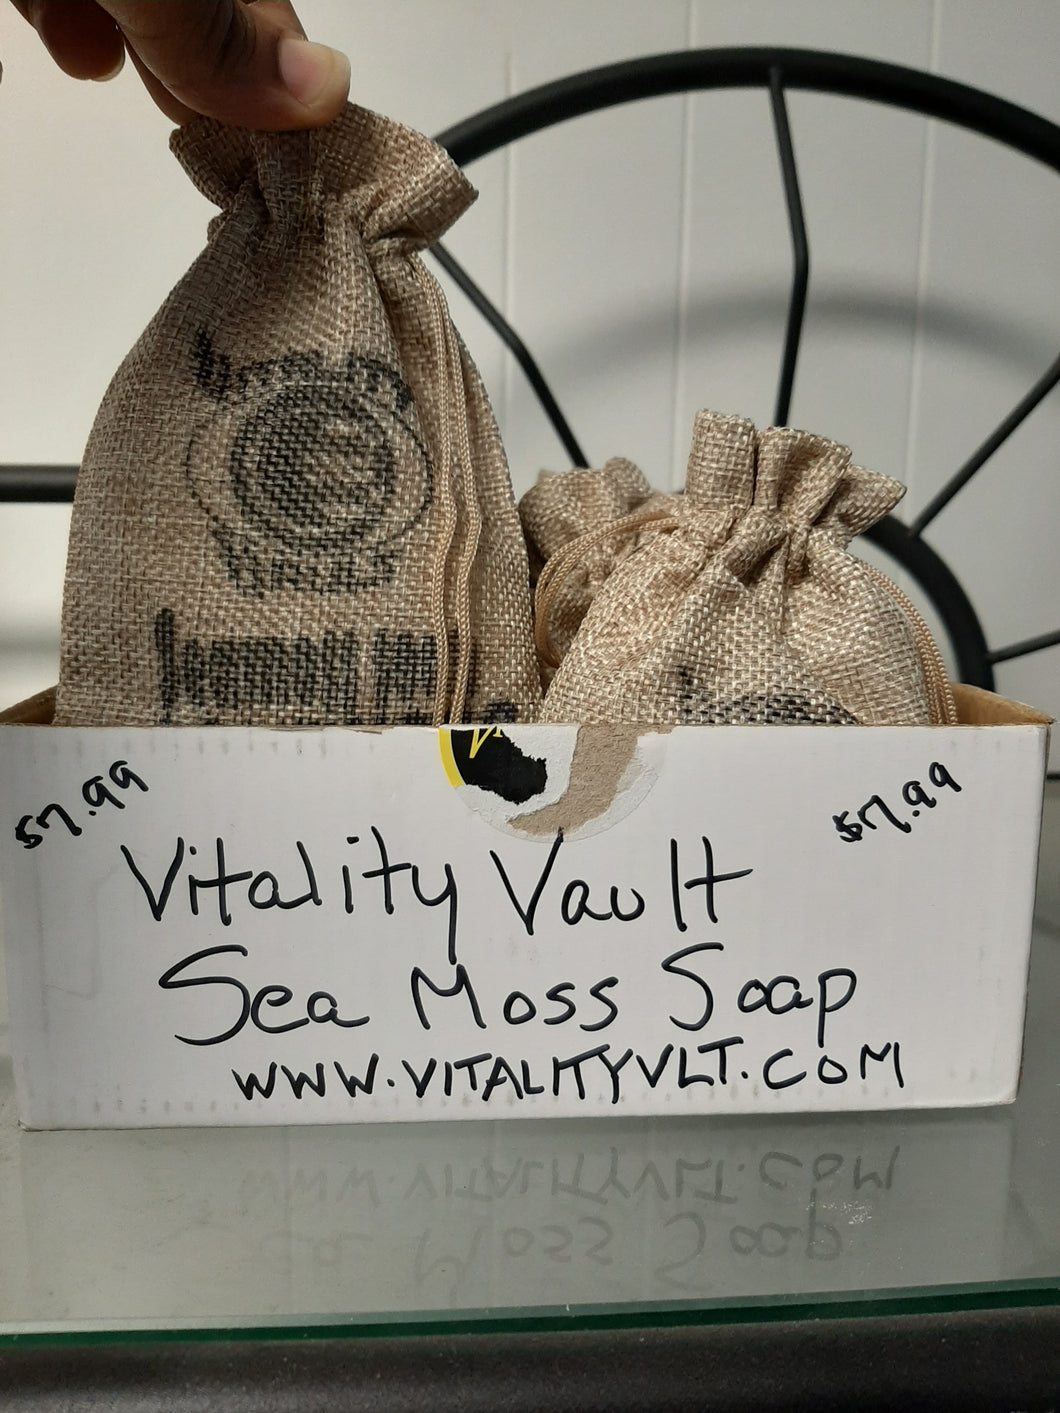 $7.99
$7.99
Vitality Vault
Sea Moss Soap
WWW.VITALITYVLT.COM